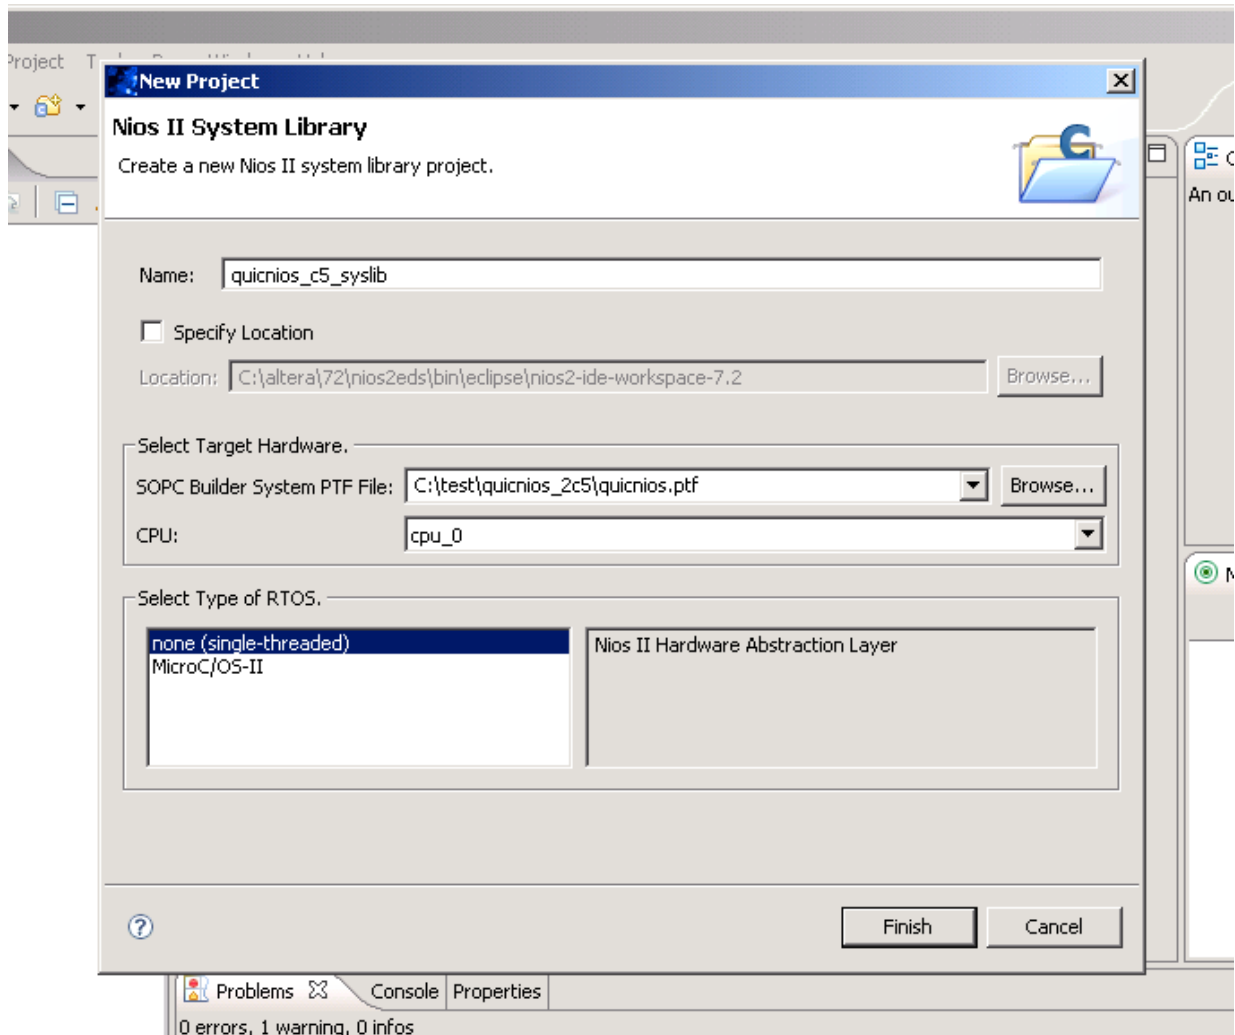 Project
New Project
Nios II System Library
Create a new Nios II system library project.
An ou
Name: quicnios_c5_syslib
Specify Location
Location: C:\altera\72\nios2eds\bin\eclipse\nios2-ide-workspace-7.2 Browse...
Select Target Hardware.
SOPC Builder System PTF File: C:\test\quicnios_2c5\quicnios.ptf Browse...
CPU: cpu_0
Select Type of RTOS.
none (single-threaded) Nios II Hardware Abstraction Layer
MicroC/OS-II
Finish Cancel
Problems Console Properties
0 errors, 1 warning, 0 infos